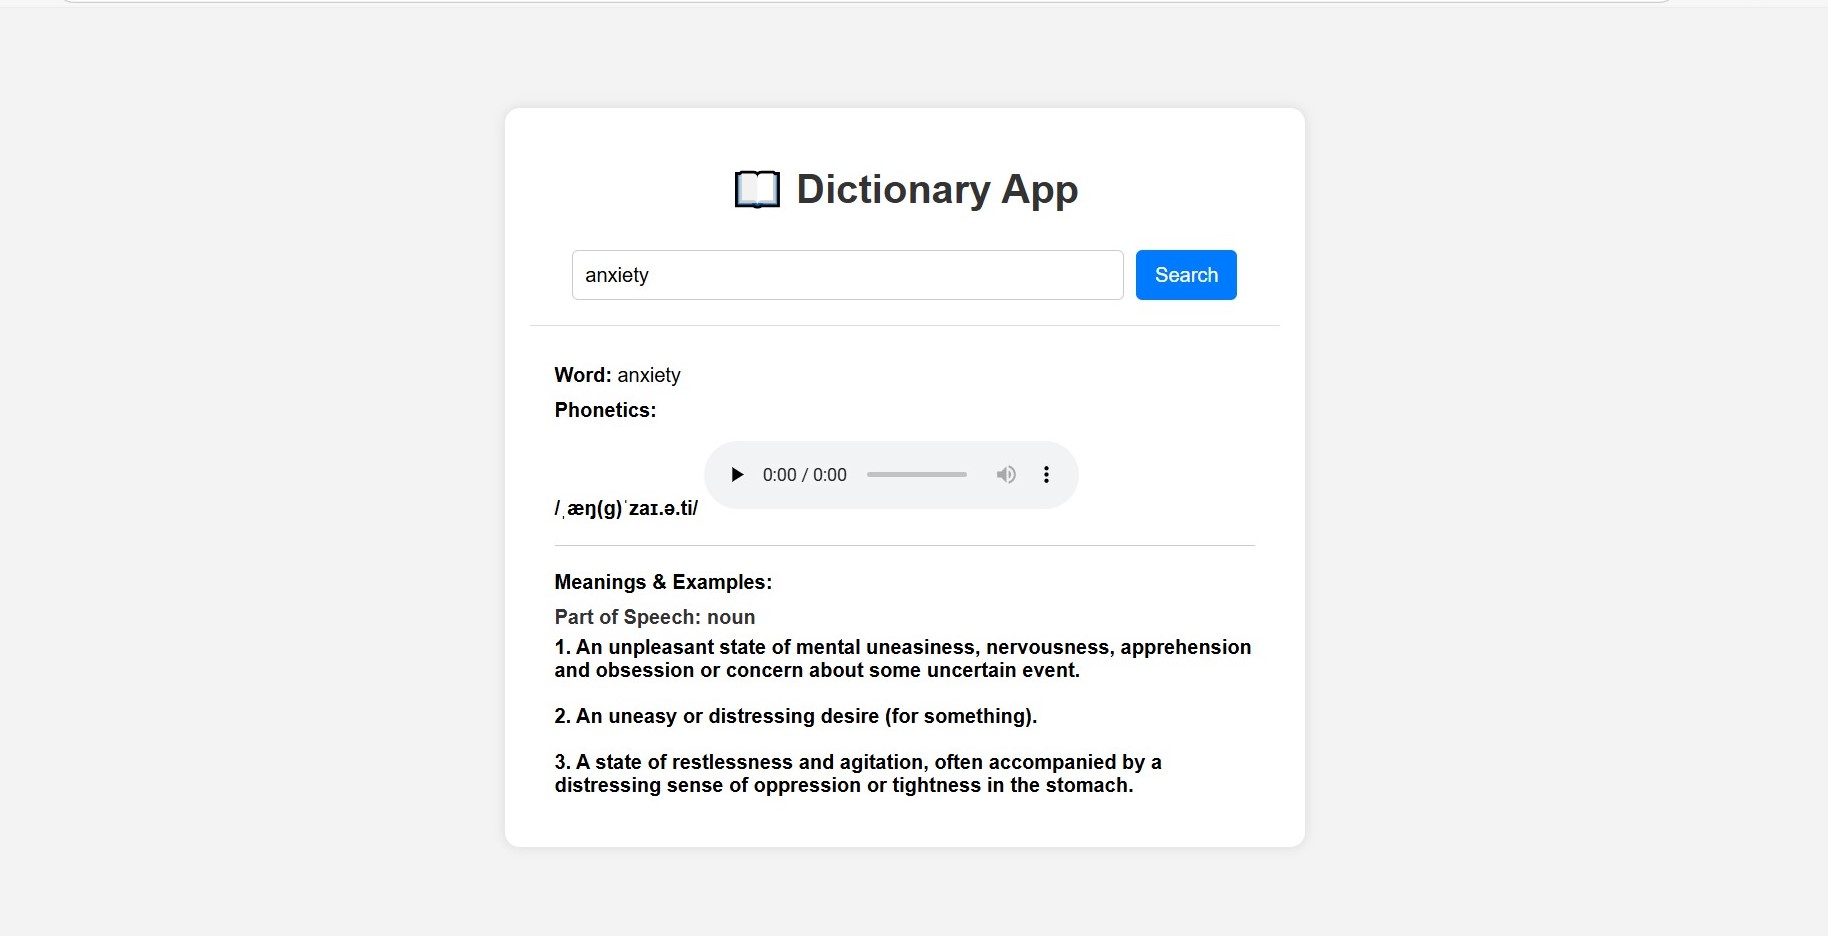 📖 Dictionary App
anxiety
Search
Word: anxiety
Phonetics:
0:00 / 0:00
/ˌæŋ(ɡ)ˈzaɪ.ə.ti/
Meanings & Examples:
Part of Speech: noun
1. An unpleasant state of mental uneasiness, nervousness, apprehension
and obsession or concern about some uncertain event.
2. An uneasy or distressing desire (for something).
3. A state of restlessness and agitation, often accompanied by a
distressing sense of oppression or tightness in the stomach.